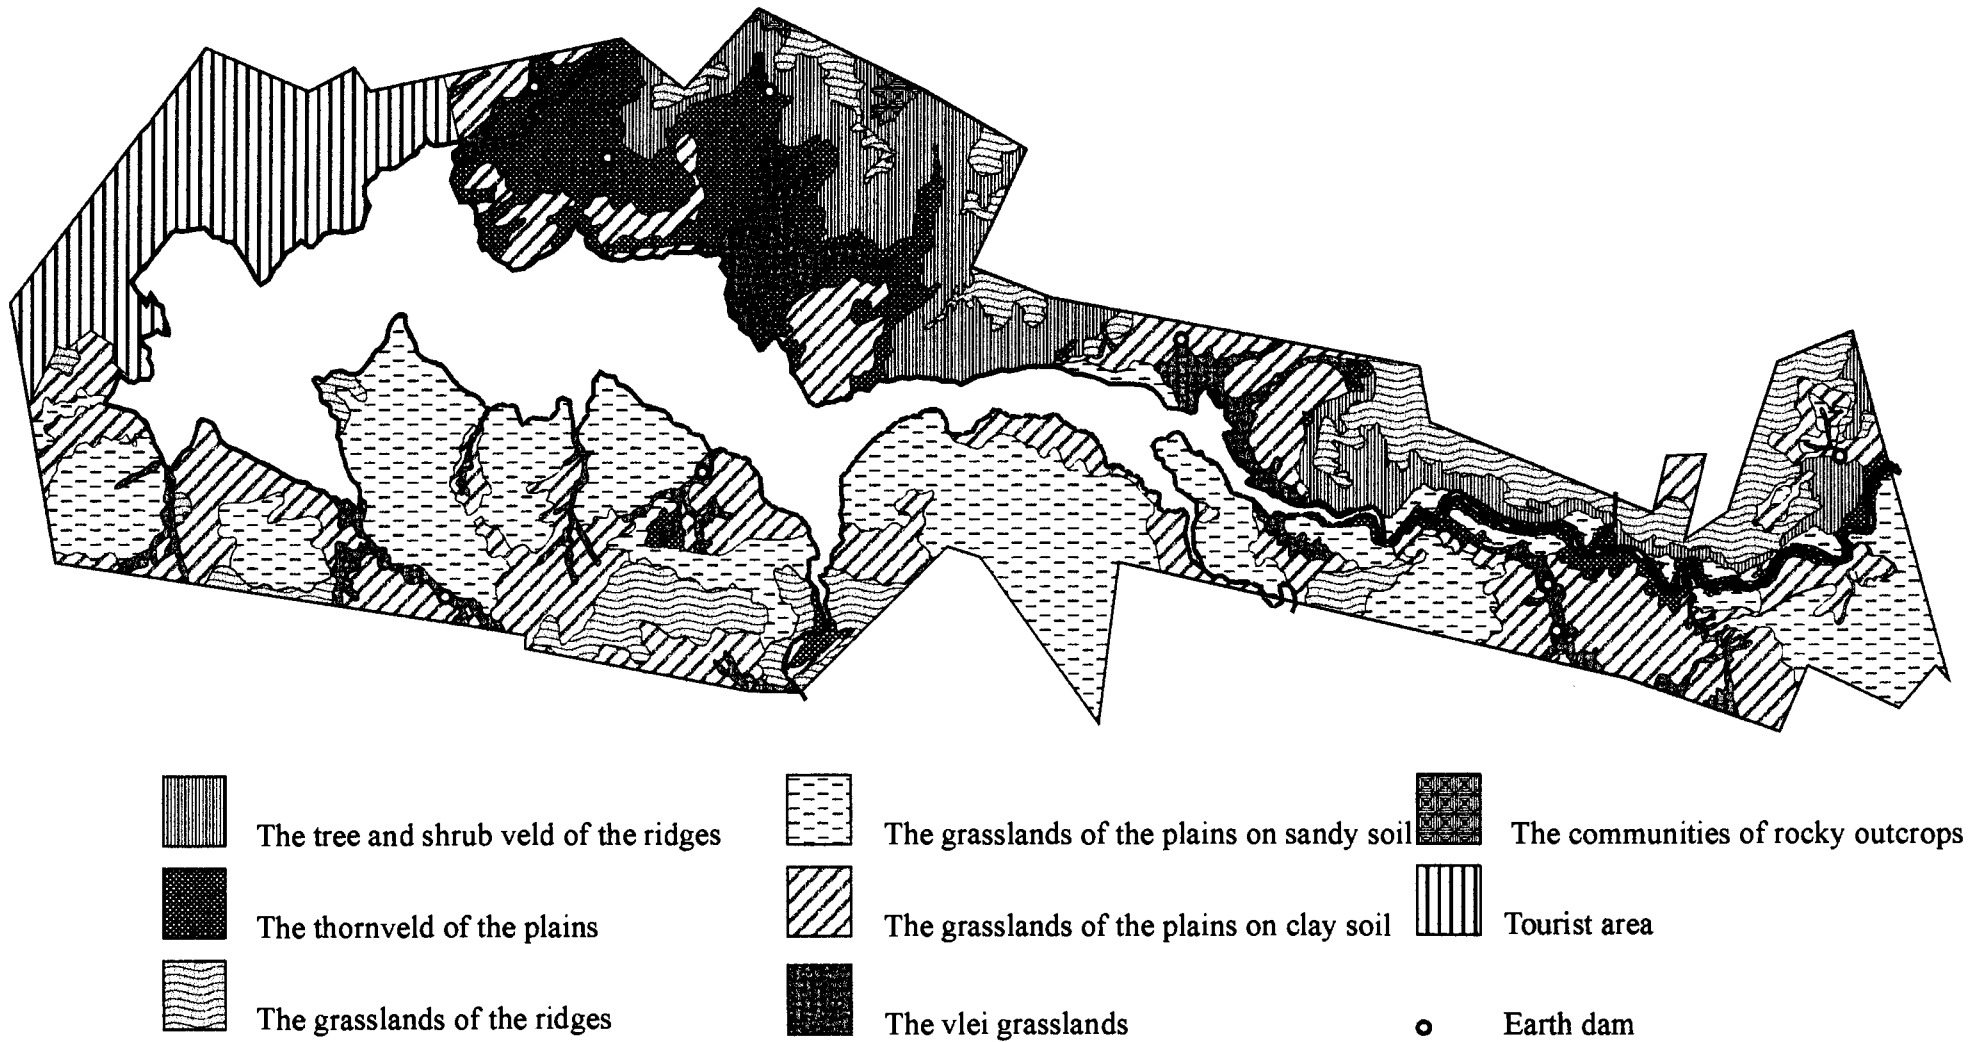 The tree and shrub veld of the ridges
The thornveld of the plains
The grasslands of the ridges
The grasslands of the plains on sandy soil
The grasslands of the plains on clay soil
The vlei grasslands
The communities of rocky outcrops
Tourist area
Earth dam